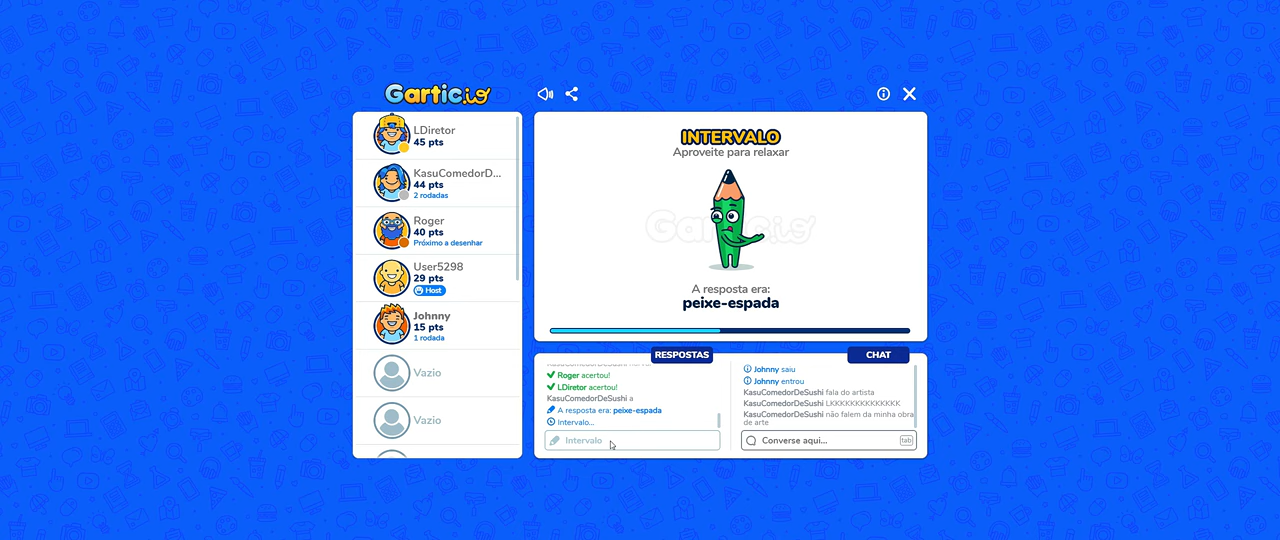 Gartic.io
LDiretor
45 pts
KasuComedorD...
44 pts
2 rodadas
Roger
40 pts
Próximo a desenhar
User5298
29 pts
Host
Johnny
15 pts
1 rodada
Vazio
Vazio
INTERVALO
Aproveite para relaxar
Gartic.io
A resposta era:
peixe-espada
RESPOSTAS
Roger acertou!
LDiretor acertou!
KasuComedorDeSushi a
A resposta era: peixe-espada
Intervalo...
Intervalo
CHAT
Johnny saiu
Johnny entrou
KasuComedorDeSushi fala do artista
KasuComedorDeSushi LKKKKKKKKKKKKKK
KasuComedorDeSushi não falem da minha obra
de arte
Converse aqui...
tab